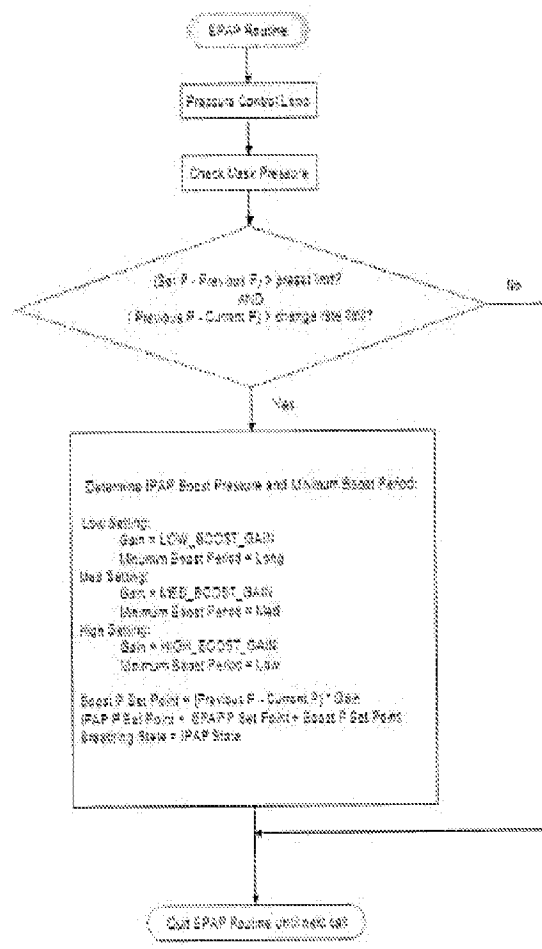 EPAP Routine
Pressure Control Loop
Check Mask Pressure
(Set P - Previous P) > preset limit?
AND
( Previous P - Current P) > change rate limit?
No
Yes
Determine IPAP Boost Pressure and Minimum Boost Period:
Low Setting:
Gain = LOW_BOOST_GAIN
Minimum Boost Period = Long
Med Setting:
Gain = MED_BOOST_GAIN
Minimum Boost Period = Med
High Setting:
Gain = HIGH_BOOST_GAIN
Minimum Boost Period = Low
Boost P Set Point = (Previous P - Current P) * Gain
IPAP P Set Point = EPAP P Set Point + Boost P Set Point
Breathing State = IPAP State
Quit EPAP Routine until next call